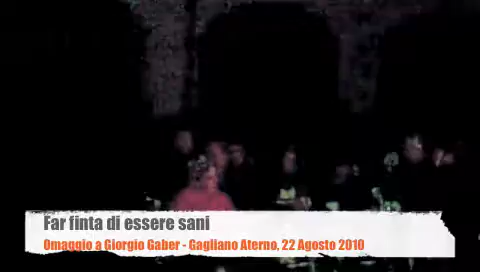 Far finta di essere sani
Omaggio a Giorgio Gaber - Gagliano Aterno, 22 Agosto 2010